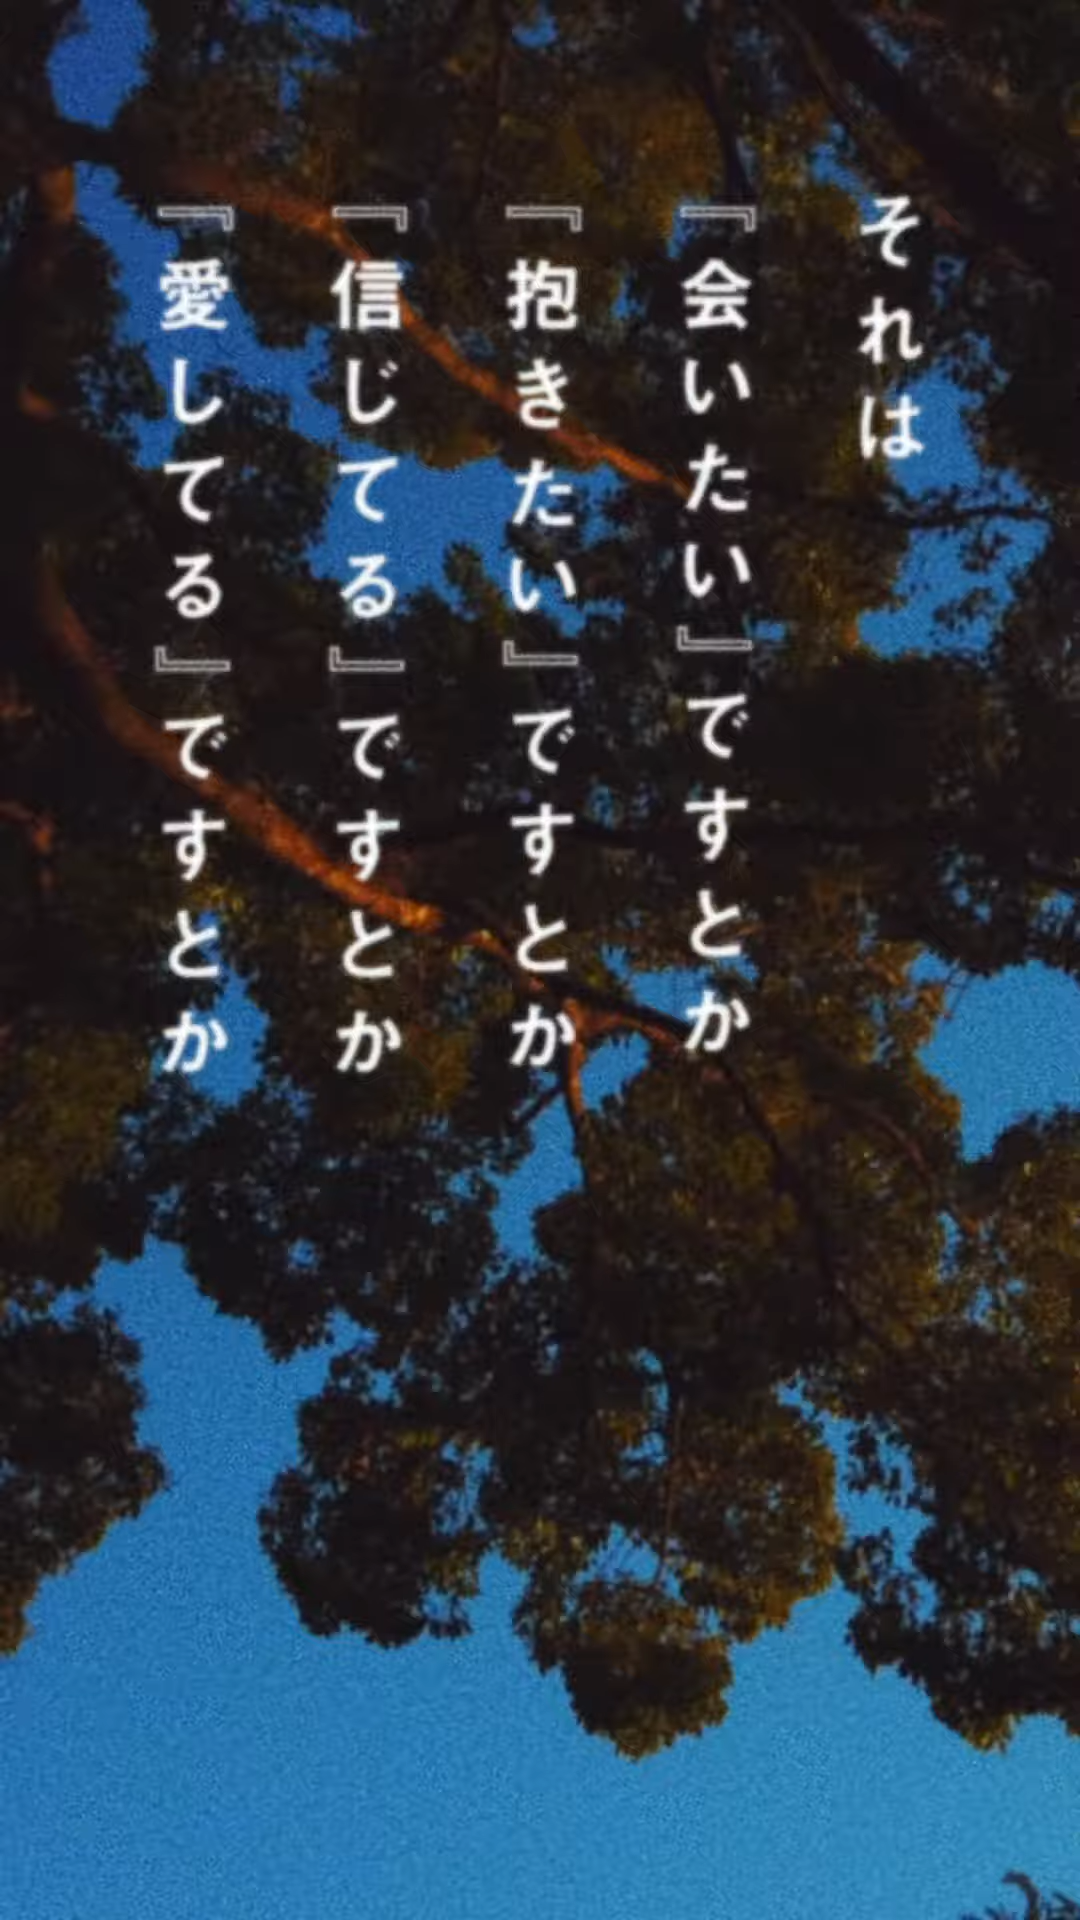 それは
『会いたい』ですとか
『抱きたい』ですとか
『信じてる』ですとか
『愛してる』ですとか